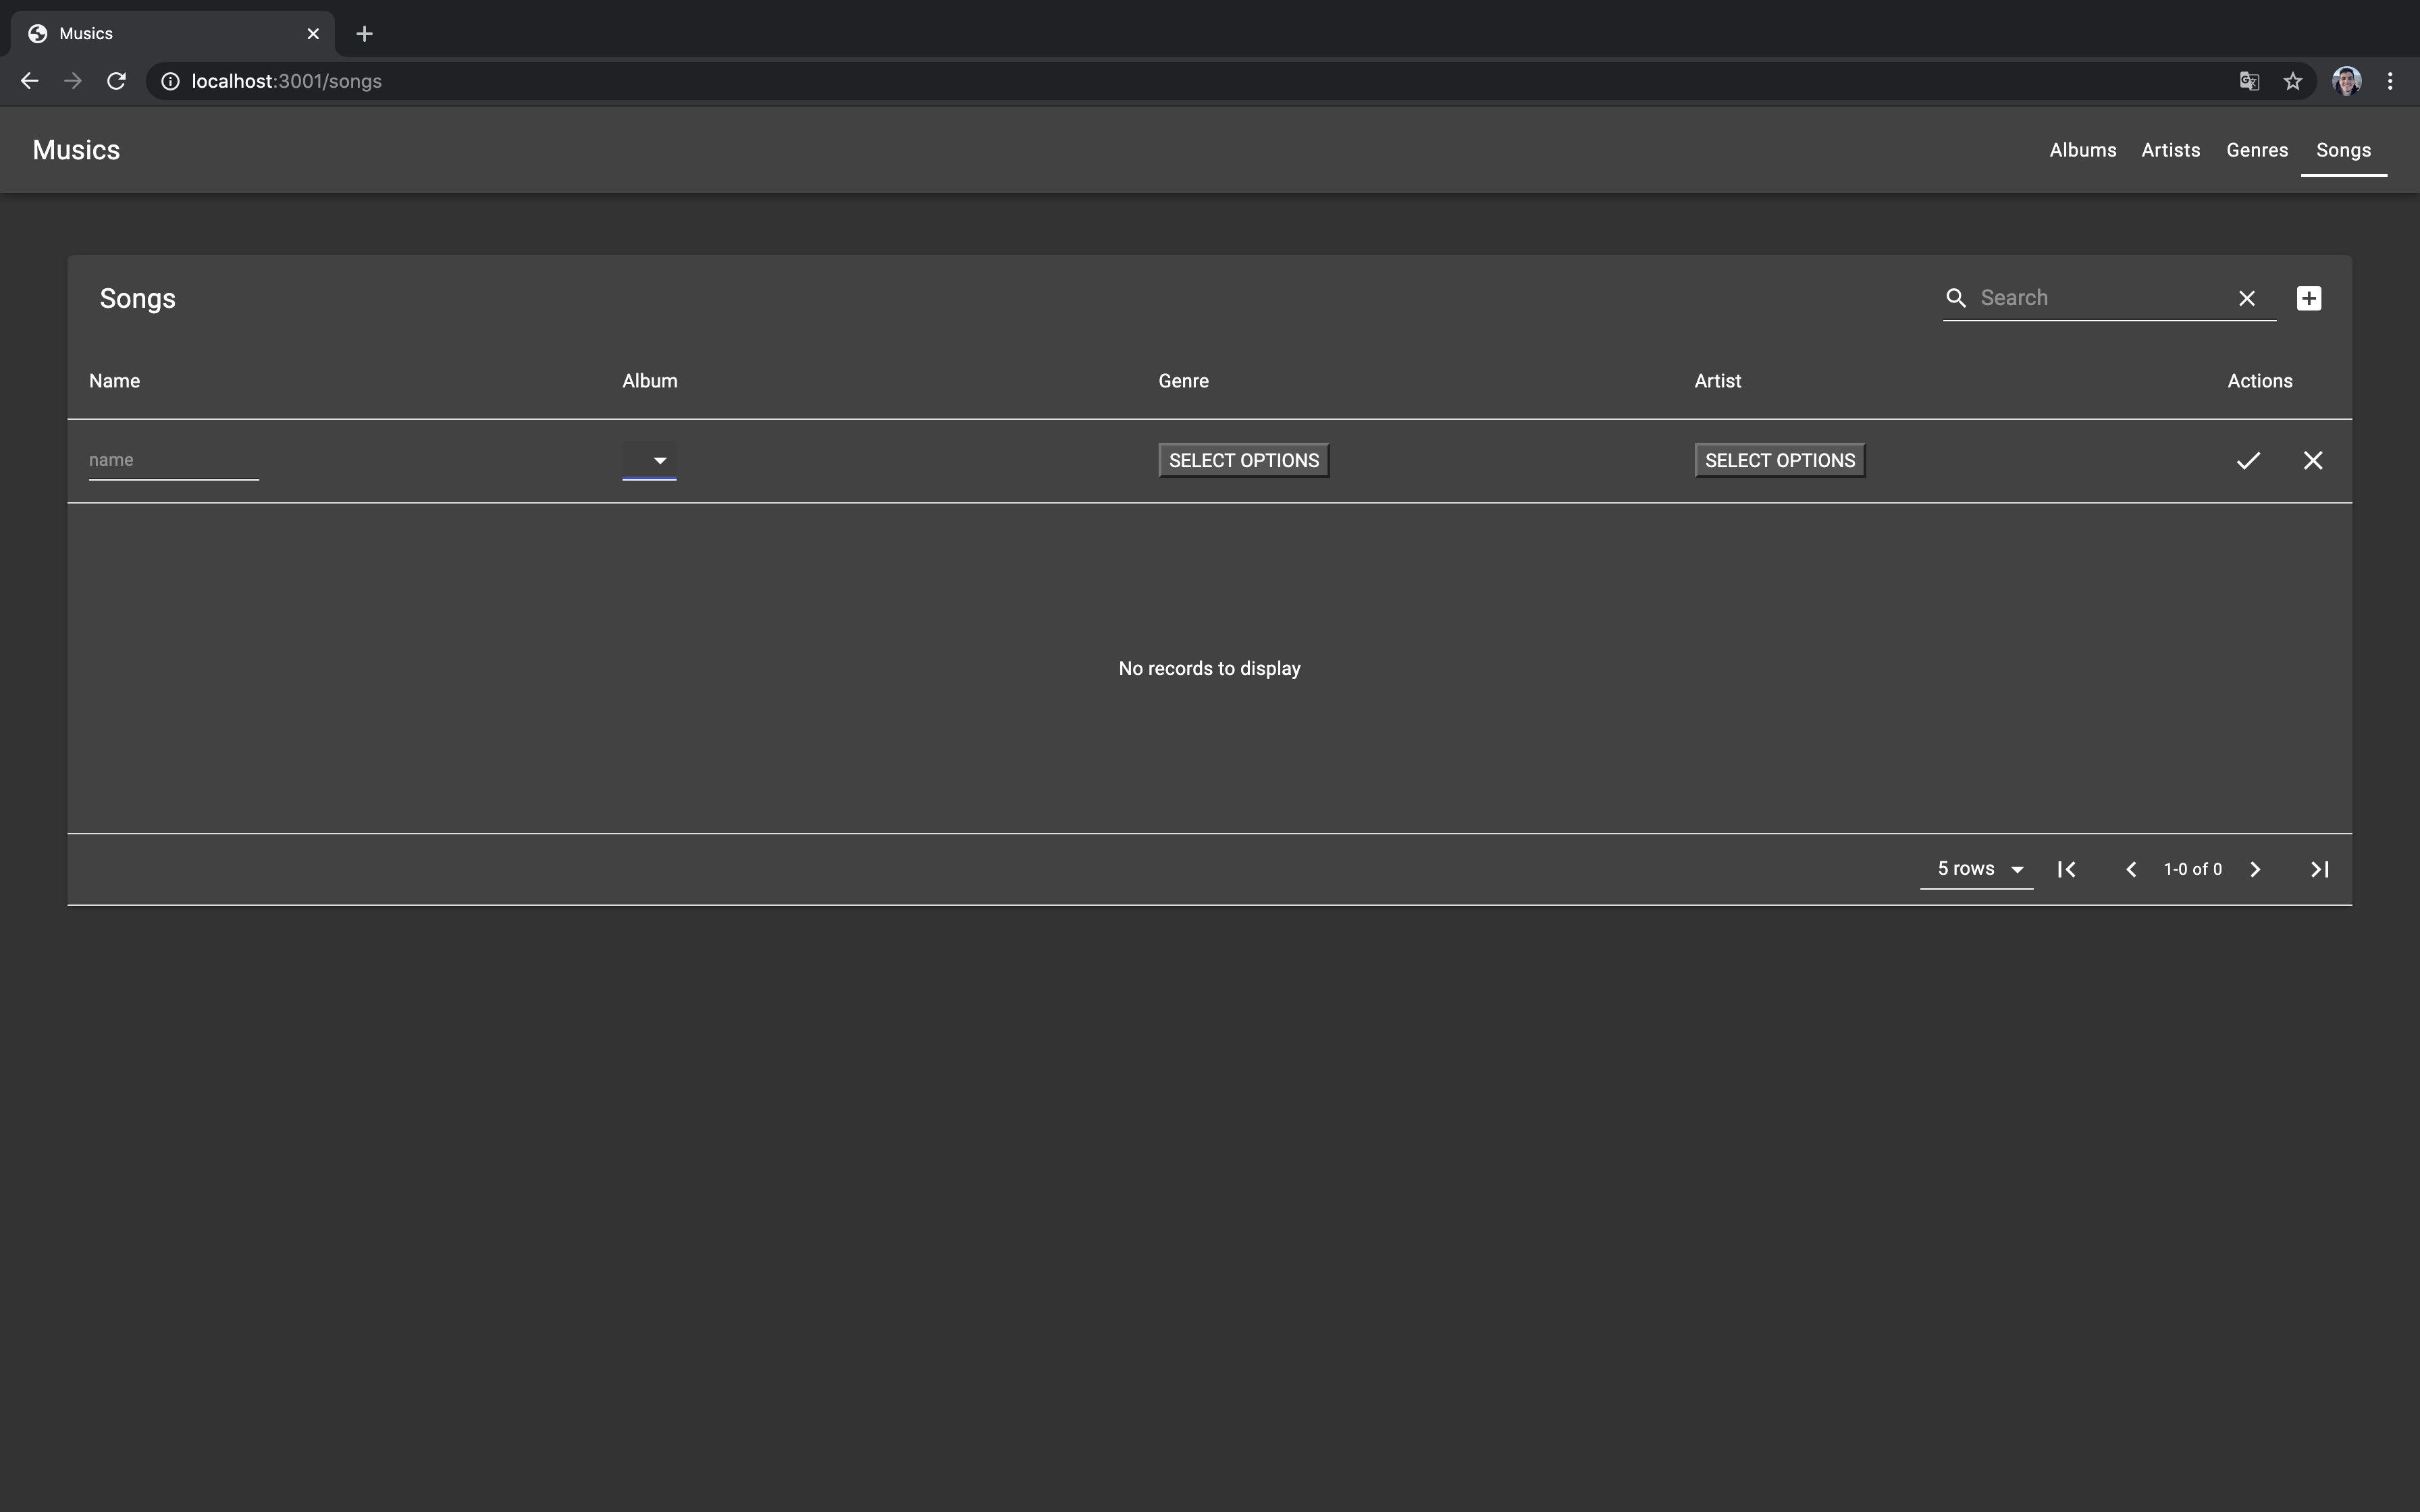 Musics
localhost:3001/songs
Musics
Albums Artists Genres Songs
Songs
Search
Name Album Genre Artist Actions
name SELECT OPTIONS SELECT OPTIONS
No records to display
5 rows 1-0 of 0